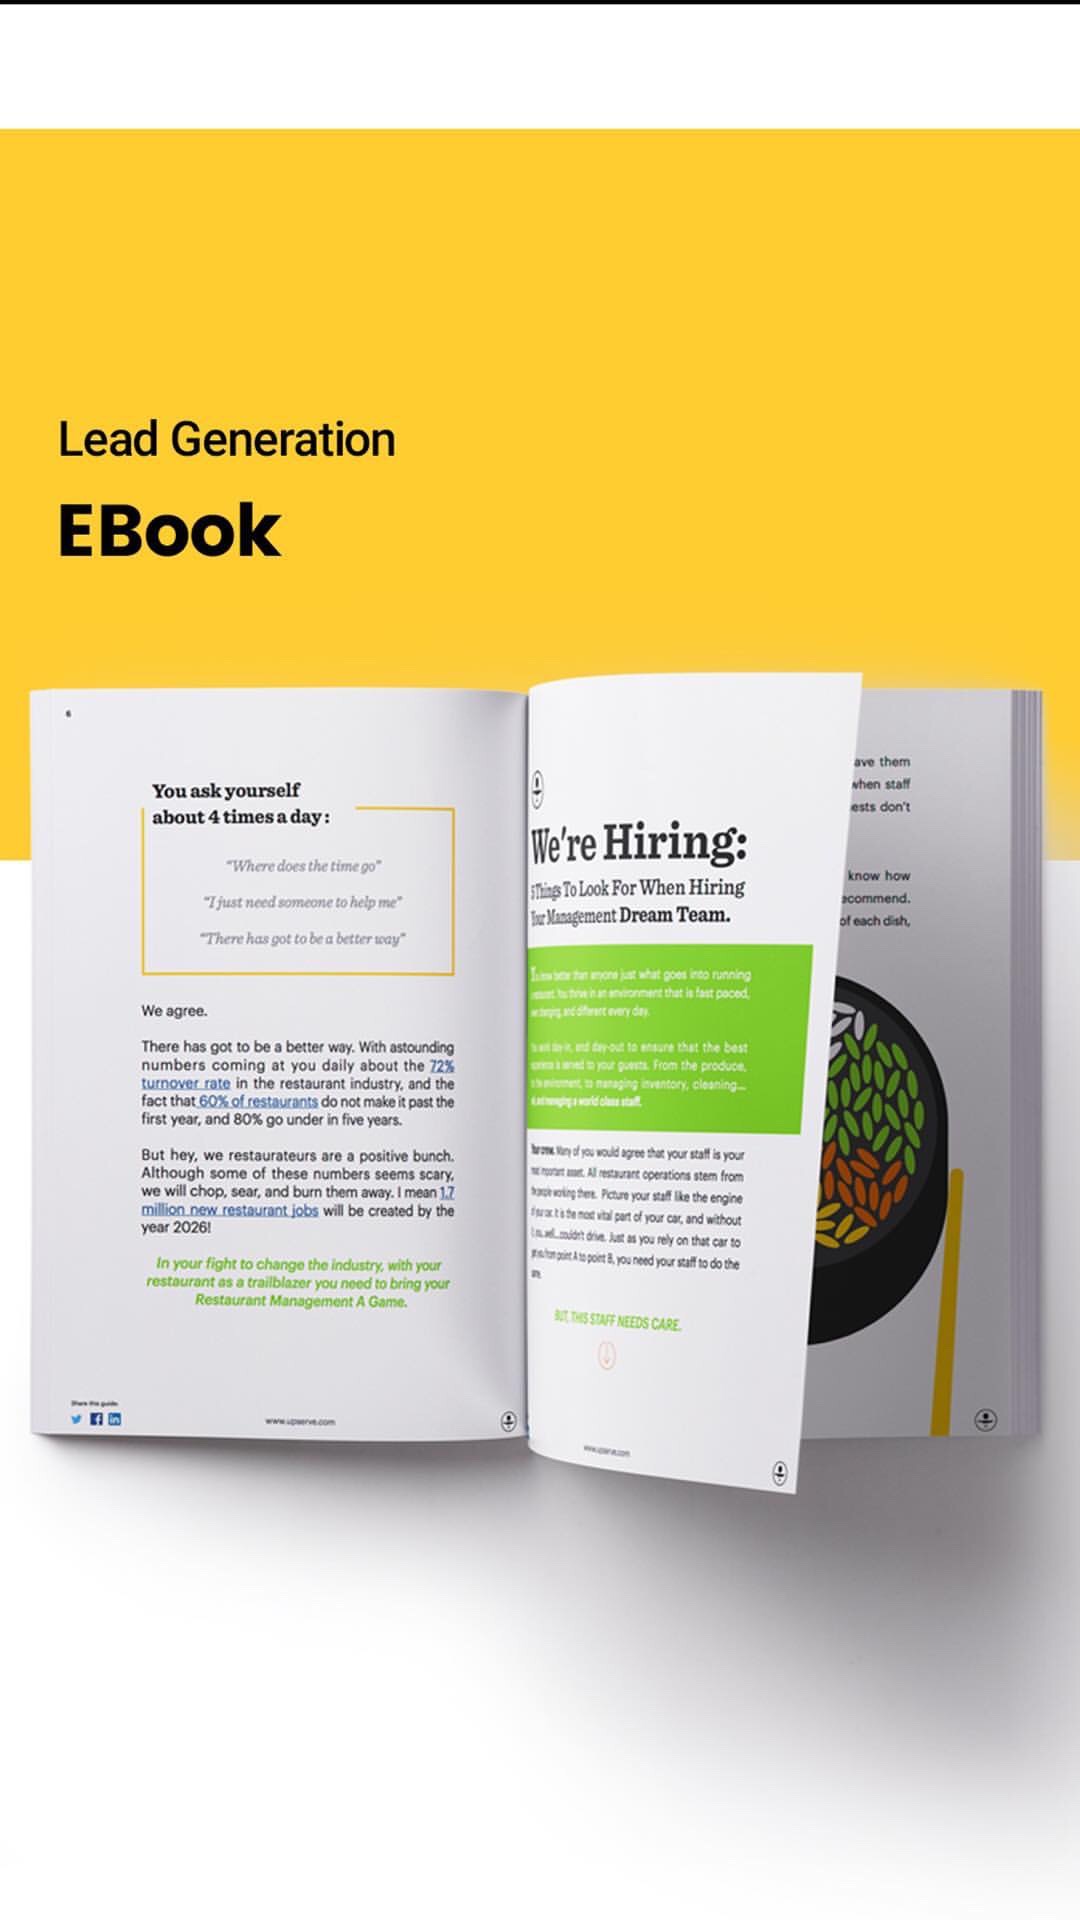 Lead Generation
EBook
6
You ask yourself
about 4 times a day:
“Where does the time go”
“I just need someone to help me”
“There has got to be a better way”
We agree.
There has got to be a better way. With astounding
numbers coming at you daily about the 72%
turnover rate in the restaurant industry, and the
fact that 60% of restaurants do not make it past the
first year, and 80% go under in five years.
But hey, we restaurateurs are a positive bunch.
Although some of these numbers seems scary,
we will chop, sear, and burn them away. I mean 1.7
million new restaurant jobs will be created by the
year 2026!
In your fight to change the industry, with your
restaurant as a trailblazer you need to bring your
Restaurant Management A Game.
Share this guide:
www.upserve.com
We're Hiring:
5 Things To Look For When Hiring
Your Management Dream Team.
know better than anyone just what goes into running
restaurant. You thrive in an environment that is fast paced,
changing, and different every day.
work day-in, and day-out to ensure that the best
is served to your guests. From the produce,
the environment, to managing inventory, cleaning...
and managing a world class staff.
Your crew. Many of you would agree that your staff is your
most important asset. All restaurant operations stem from
the people working there. Picture your staff like the engine
of your car. It is the most vital part of your car, and without
it, you...well...couldn't drive. Just as you rely on that car to
get you from point A to point B, you need your staff to do the
same.
BUT, THIS STAFF NEEDS CARE.
www.upserve.com
ave them
when staff
ests don't
know how
ecommend.
of each dish,